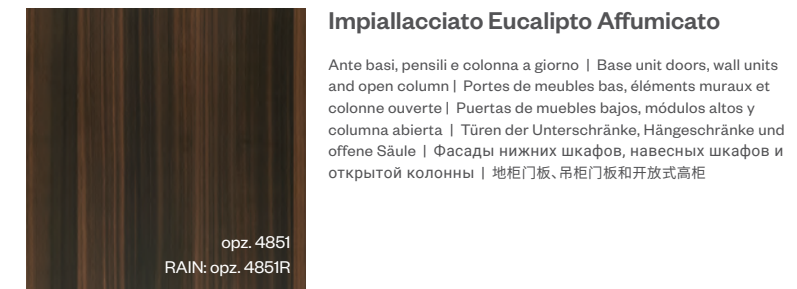 Impiallacciato Eucalipto Affumicato
Ante basi, pensili e colonna a giorno | Base unit doors, wall units
and open column | Portes de meubles bas, éléments muraux et
colonne ouverte | Puertas de muebles bajos, módulos altos y
columna abierta | Türen der Unterschränke, Hängeschränke und
offene Säule | Фасады нижних шкафов, навесных шкафов и
открытой колонны | 地柜门板、吊柜门板和开放式高柜
opz. 4851
RAIN: opz. 4851R